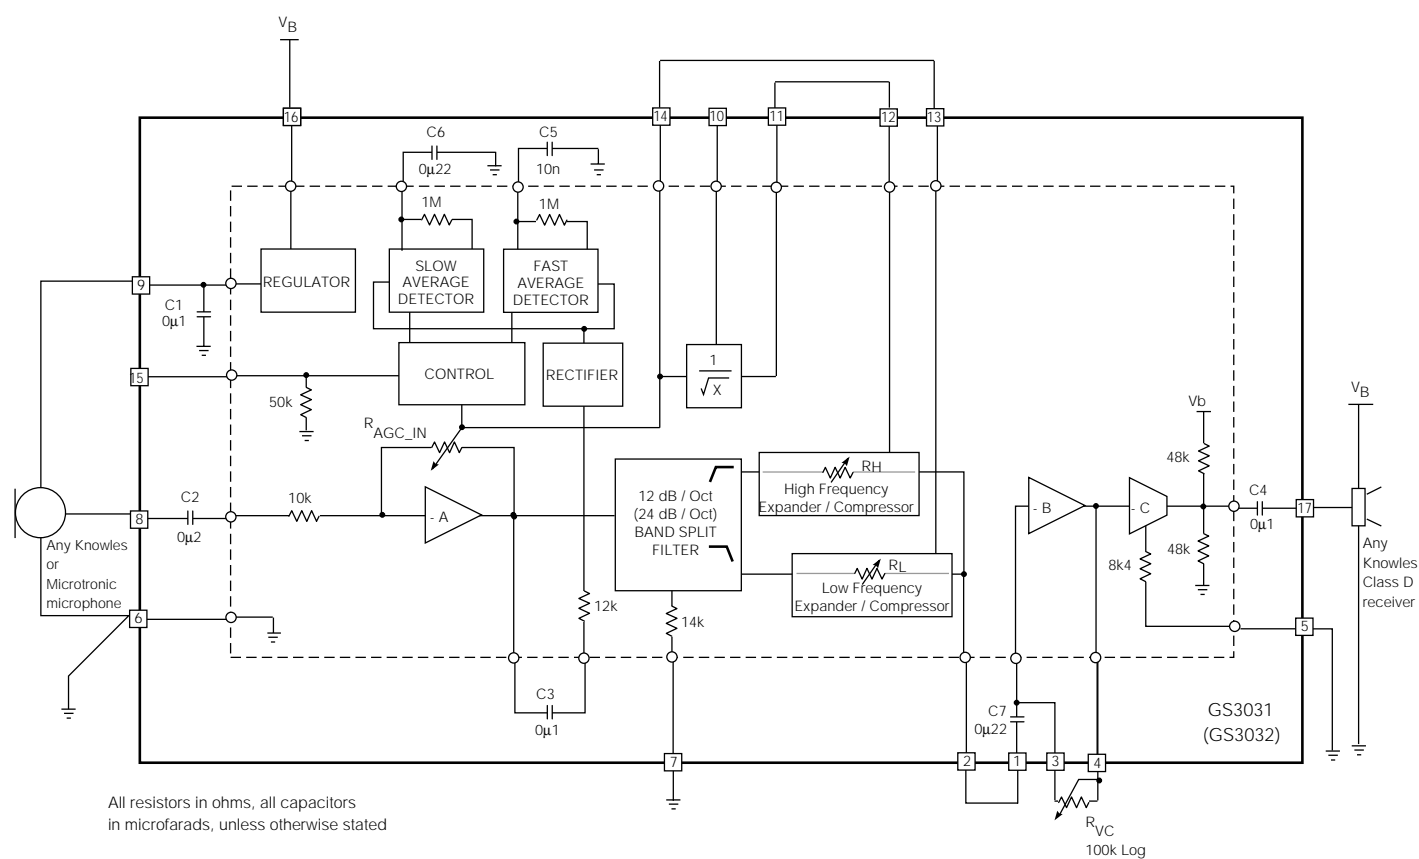 VB
16
14
10
11
12
13
C6
0µ22
C5
10n
1M
1M
REGULATOR
SLOW
AVERAGE
DETECTOR
FAST
AVERAGE
DETECTOR
9
C1
0µ1
15
50k
CONTROL
RECTIFIER
1
√X
RAGC_IN
VB
Vb
48k
RH
High Frequency
Expander / Compressor
12 dB / Oct
(24 dB / Oct)
BAND SPLIT
FILTER
C2
0µ2
8
10k
- A
- B
- C
C4
0µ1
17
48k
8k4
RL
Low Frequency
Expander / Compressor
Any Knowles
or
Microtronic
microphone
Any
Knowles
Class D
receiver
6
12k
14k
5
C3
0µ1
C7
0µ22
GS3031
(GS3032)
7
2
1
3
4
RVC
100k Log
All resistors in ohms, all capacitors
in microfarads, unless otherwise stated